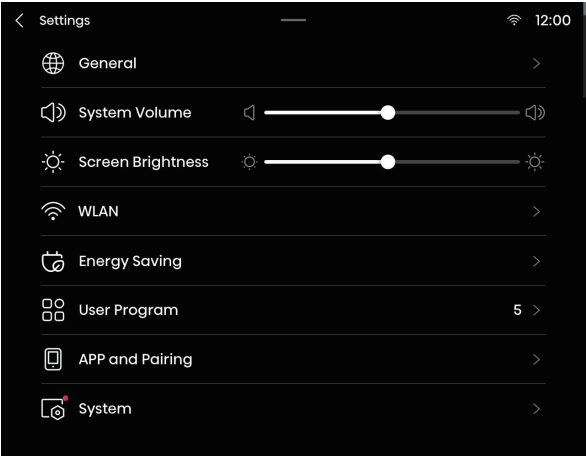 Settings 12:00
General
System Volume
Screen Brightness
WLAN
Energy Saving
User Program 5
APP and Pairing
System